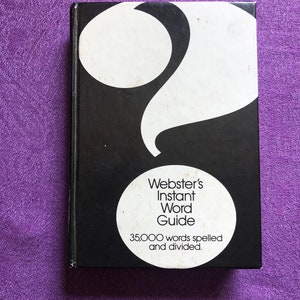 Webster's
Instant
Word
Guide
35,000 words spelled
and divided.